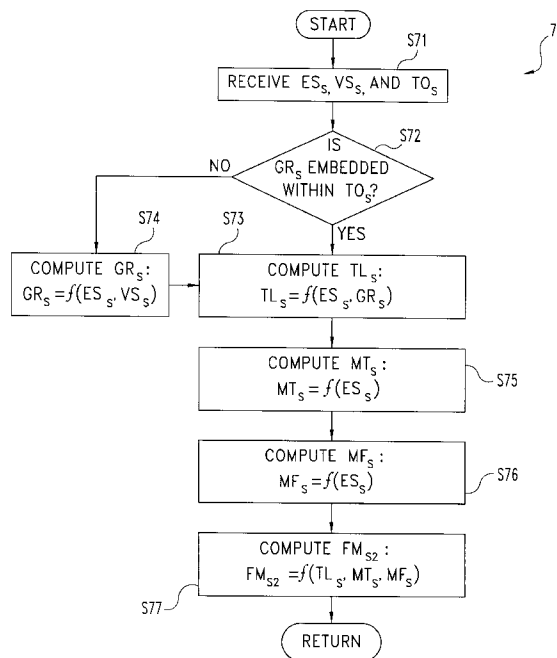 START
7
S71
RECEIVE ES_S, VS_S, AND TO_S
S72
IS
GR_S EMBEDDED
WITHIN TO_S?
NO
YES
S74
COMPUTE GR_S:
GR_S=f(ES_S, VS_S)
S73
COMPUTE TL_S:
TL_S=f(ES_S, GR_S)
COMPUTE MT_S:
MT_S=f(ES_S)
S75
COMPUTE MF_S:
MF_S=f(ES_S)
S76
COMPUTE FM_S2:
FM_S2 =f(TL_S, MT_S, MF_S)
S77
RETURN